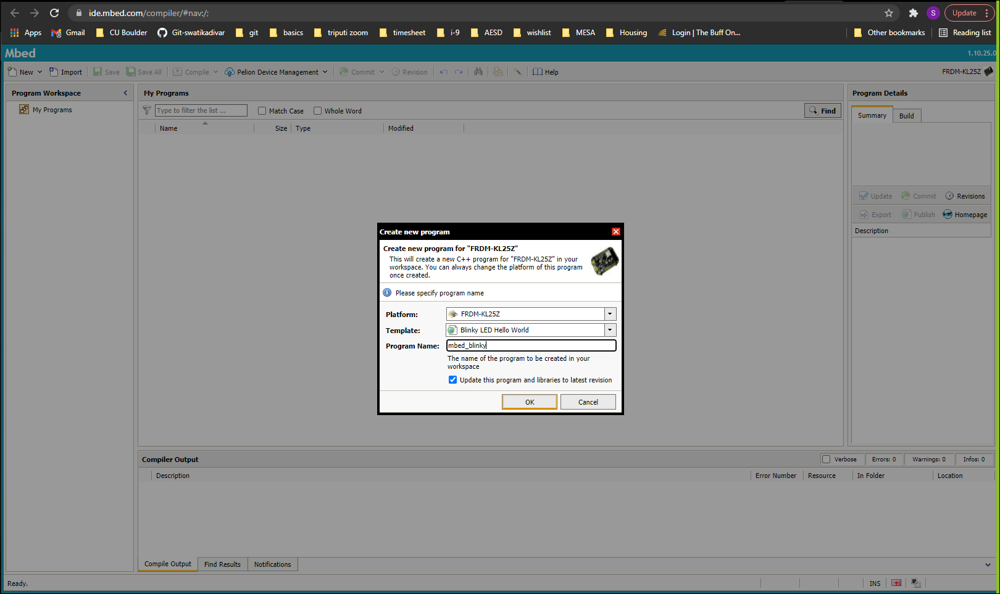 ide.mbed.com/compiler/#nav:/;
S
Update
Apps
Gmail
CU Boulder
Git-swatikadivar
git
basics
triputi zoom
timesheet
i-9
AESD
wishlist
MESA
Housing
Login | The Buff On...
Other bookmarks
Reading list
Mbed
1.10.25.0
New
Import
Save
Save All
Compile
Pelion Device Management
Commit
Revision
Help
FRDM-KL25Z
Program Workspace
My Programs
My Programs
Type to filter the list ...
Match Case
Whole Word
Find
Name
Size
Type
Modified
Program Details
Summary
Build
Update
Commit
Revisions
Export
Publish
Homepage
Description
Create new program
Create new program for "FRDM-KL25Z"
This will create a new C++ program for "FRDM-KL25Z" in your
workspace. You can always change the platform of this program
once created.
Please specify program name
Platform:
FRDM-KL25Z
Template:
Blinky LED Hello World
Program Name:
mbed_blinky
The name of the program to be created in your
workspace
Update this program and libraries to latest revision
OK
Cancel
Compiler Output
Verbose
Errors: 0
Warnings: 0
Infos: 0
Description
Error Number
Resource
In Folder
Location
Compile Output
Find Results
Notifications
Ready.
INS